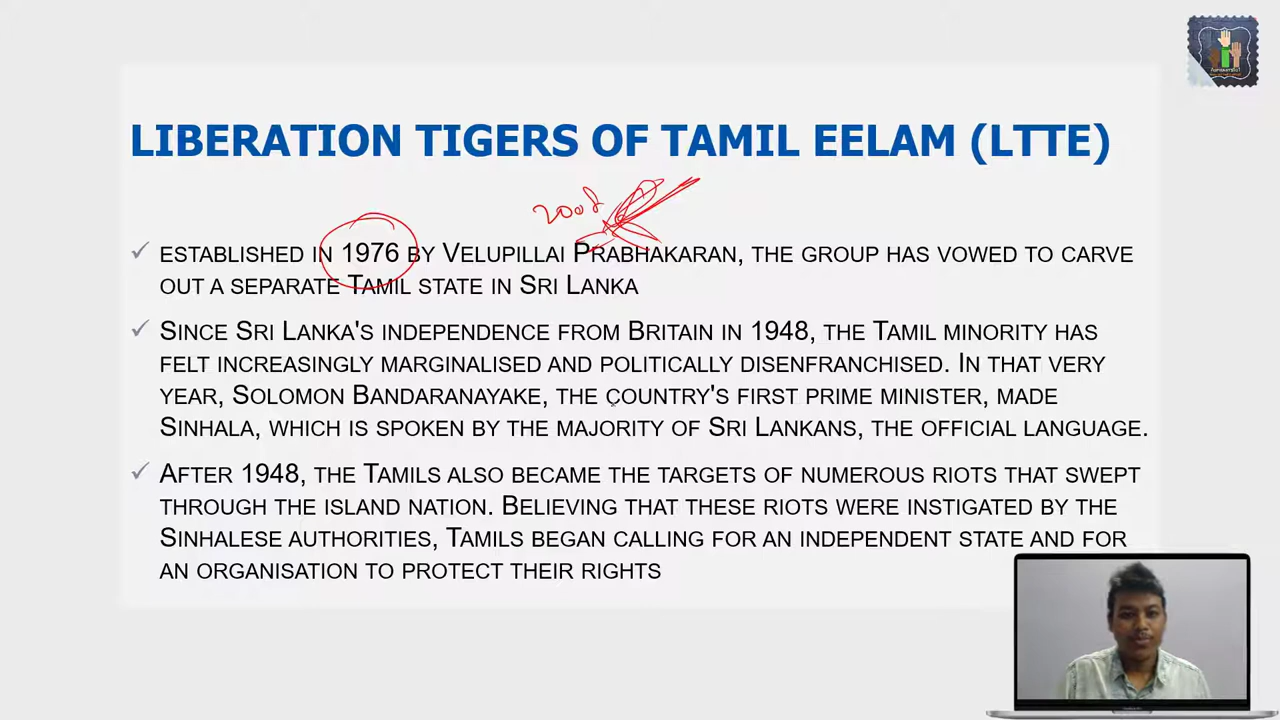 LIBERATION TIGERS OF TAMIL EELAM (LTTE)
2008
ESTABLISHED IN 1976 BY VELUPILLAI PRABHAKARAN, THE GROUP HAS VOWED TO CARVE
OUT A SEPARATE TAMIL STATE IN SRI LANKA
SINCE SRI LANKA'S INDEPENDENCE FROM BRITAIN IN 1948, THE TAMIL MINORITY HAS
FELT INCREASINGLY MARGINALISED AND POLITICALLY DISENFRANCHISED. IN THAT VERY
YEAR, SOLOMON BANDARANAYAKE, THE COUNTRY'S FIRST PRIME MINISTER, MADE
SINHALA, WHICH IS SPOKEN BY THE MAJORITY OF SRI LANKANS, THE OFFICIAL LANGUAGE.
AFTER 1948, THE TAMILS ALSO BECAME THE TARGETS OF NUMEROUS RIOTS THAT SWEPT
THROUGH THE ISLAND NATION. BELIEVING THAT THESE RIOTS WERE INSTIGATED BY THE
SINHALESE AUTHORITIES, TAMILS BEGAN CALLING FOR AN INDEPENDENT STATE AND FOR
AN ORGANISATION TO PROTECT THEIR RIGHTS